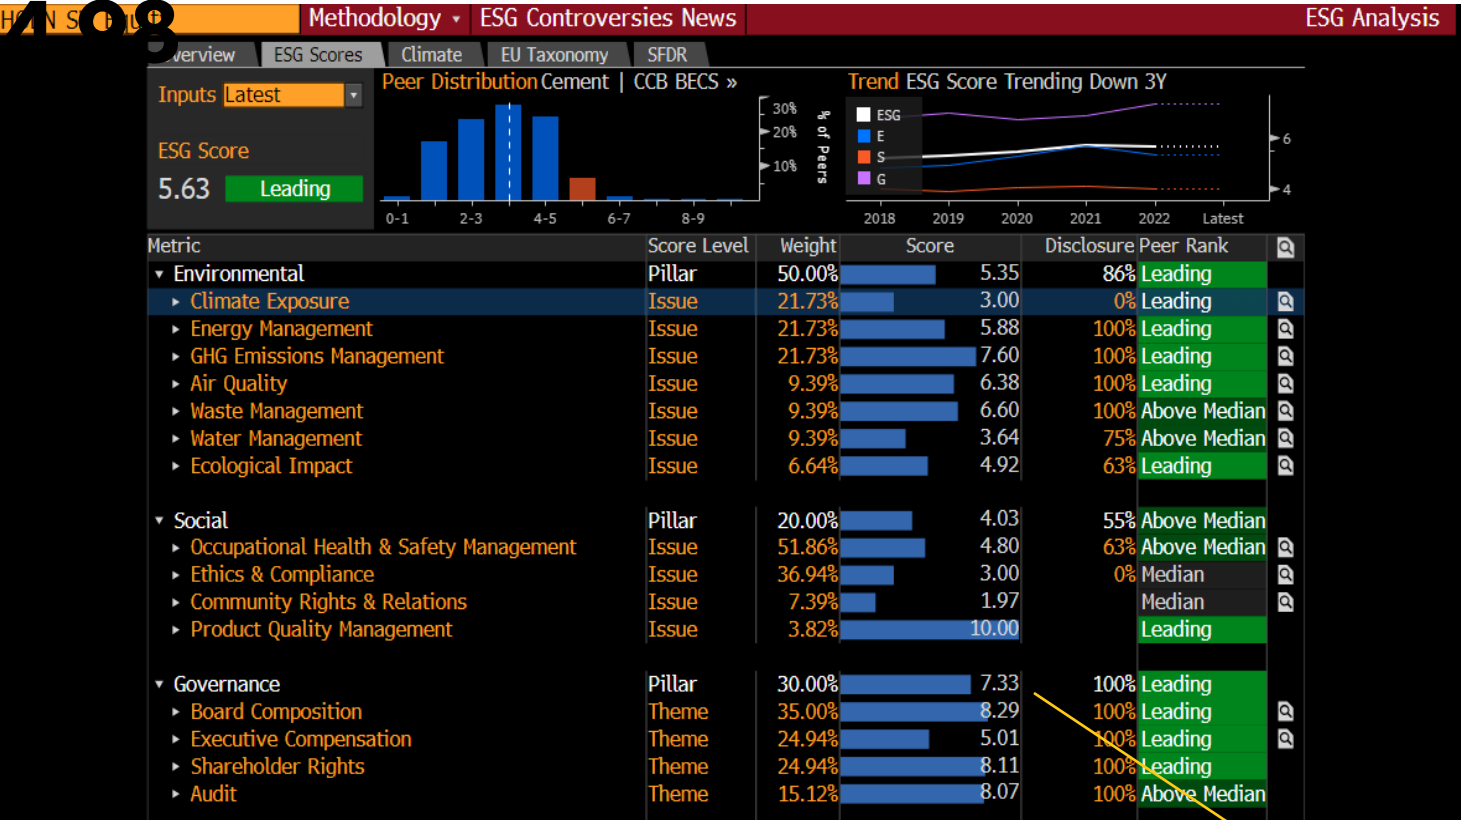 4.98
Methodology ESG Controversies News ESG Analysis
Overview ESG Scores Climate EU Taxonomy SFDR
Inputs Latest
Peer Distribution Cement | CCB BECS »
Trend ESG Score Trending Down 3Y
ESG Score
5.63 Leading
30%
20%
10%
% of Peers
0-1 2-3 4-5 6-7 8-9
ESG
E
S
G
6
4
2018 2019 2020 2021 2022 Latest
Metric Score Level Weight Score Disclosure Peer Rank
Environmental Pillar 50.00% 5.35 86% Leading
Climate Exposure Issue 21.73% 3.00 0% Leading
Energy Management Issue 21.73% 5.88 100% Leading
GHG Emissions Management Issue 21.73% 7.60 100% Leading
Air Quality Issue 9.39% 6.38 100% Leading
Waste Management Issue 9.39% 6.60 100% Above Median
Water Management Issue 9.39% 3.64 75% Above Median
Ecological Impact Issue 6.64% 4.92 63% Leading
Social Pillar 20.00% 4.03 55% Above Median
Occupational Health & Safety Management Issue 51.86% 4.80 63% Above Median
Ethics & Compliance Issue 36.94% 3.00 0% Median
Community Rights & Relations Issue 7.39% 1.97 Median
Product Quality Management Issue 3.82% 10.00 Leading
Governance Pillar 30.00% 7.33 100% Leading
Board Composition Theme 35.00% 8.29 100% Leading
Executive Compensation Theme 24.94% 5.01 100% Leading
Shareholder Rights Theme 24.94% 8.11 100% Leading
Audit Theme 15.12% 8.07 100% Above Median